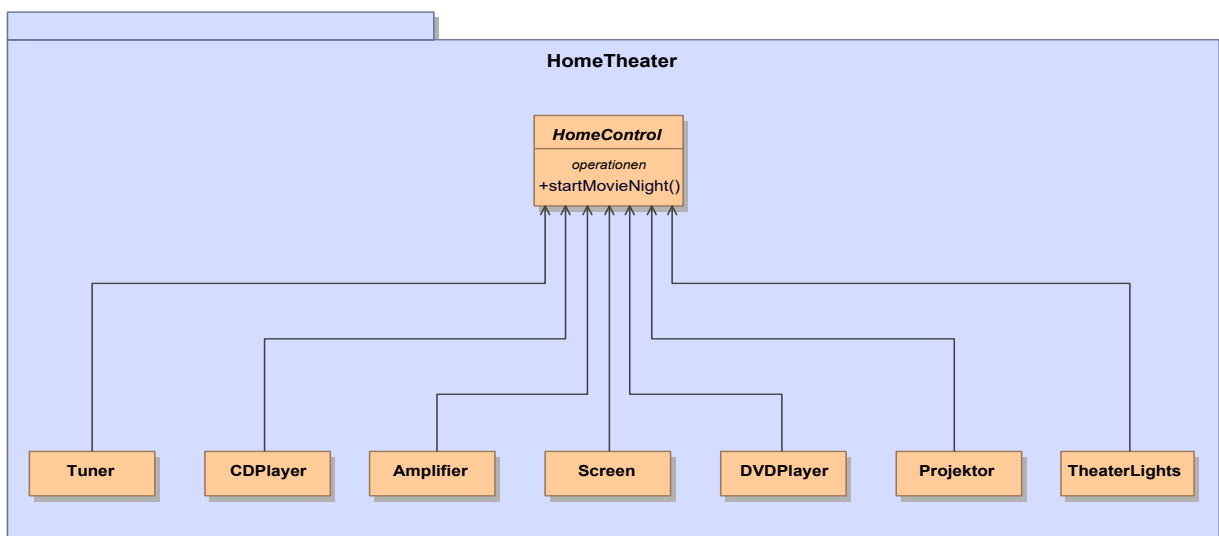 HomeTheater
HomeControl
operationen
+startMovieNight()
Tuner
CDPlayer
Amplifier
Screen
DVDPlayer
Projektor
TheaterLights